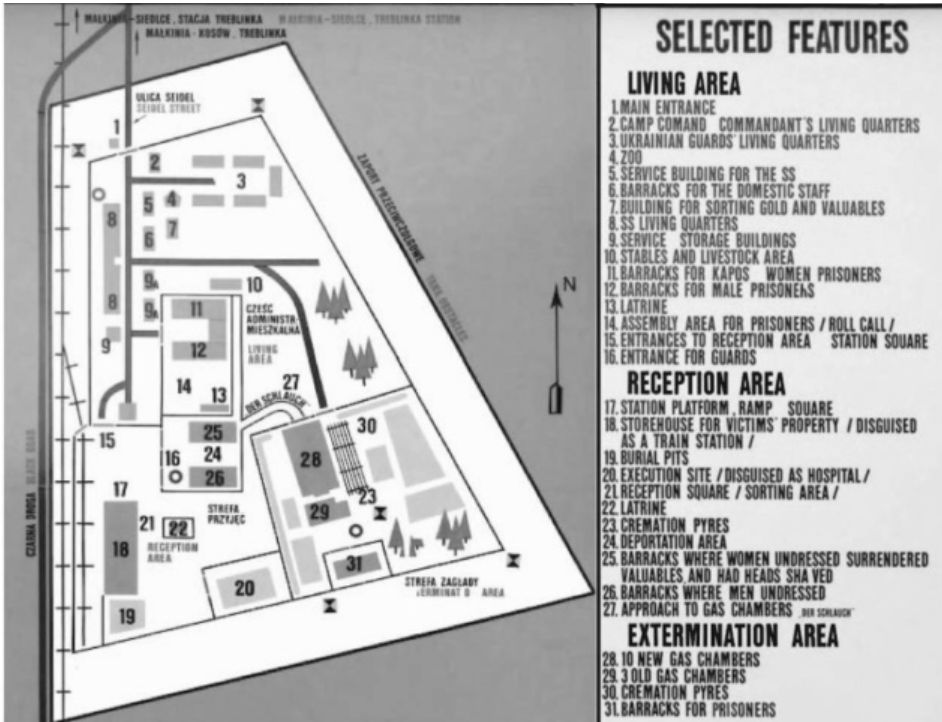 MAŁKINIA-SIEDLCE, STACJA TREBLINKA MAŁKINIA-SIEDLCE, TREBLINKA STATION
MAŁKINIA-KOSÓW, TREBLINKA
ULICA SEIDEL
SEIDEL STREET
1
2
3
4
5
6
7
8
8
9A
9A
9
10
11
12
13
14
CZĘŚĆ
ADMINISTR-
MIESZKALNA
LIVING
AREA
27
"DER SCHLAUCH"
ZAPORY PRZECIWCZOŁGOWE TANK OBSTACLES
N
15
16
25
24
26
28
30
23
29
31
17
18
19
20
21
22
RECEPTION
AREA
STREFA
PRZYJĘĆ
STREFA ZAGŁADY
AREA
CZARNA DROGA BLACK ROAD
SELECTED FEATURES
LIVING AREA
1. MAIN ENTRANCE
2. CAMP COMAND COMMANDANT'S LIVING QUARTERS
3. UKRAINIAN GUARDS' LIVING QUARTERS
4. ZOO
5. SERVICE BUILDING FOR THE SS
6. BARRACKS FOR THE DOMESTIC STAFF
7. BUILDING FOR SORTING GOLD AND VALUABLES
8. SS LIVING QUARTERS
9. SERVICE STORAGE BUILDINGS
10. STABLES AND LIVESTOCK AREA
11. BARRACKS FOR KAPOS WOMEN PRISONERS
12. BARRACKS FOR MALE PRISONERS
13. LATRINE
14. ASSEMBLY AREA FOR PRISONERS / ROLL CALL /
15. ENTRANCES TO RECEPTION AREA STATION SQUARE
16. ENTRANCE FOR GUARDS
RECEPTION AREA
17. STATION PLATFORM, RAMP SQUARE
18. STOREHOUSE FOR VICTIMS' PROPERTY / DISGUISED
AS A TRAIN STATION /
19. BURIAL PITS
20. EXECUTION SITE / DISGUISED AS HOSPITAL /
21. RECEPTION SQUARE / SORTING AREA /
22. LATRINE
23. CREMATION PYRES
24. DEPORTATION AREA
25. BARRACKS WHERE WOMEN UNDRESSED SURRENDERED
VALUABLES, AND HAD HEADS SHAVED
26. BARRACKS WHERE MEN UNDRESSED
27. APPROACH TO GAS CHAMBERS „DER SCHLAUCH"
EXTERMINATION AREA
28. 10 NEW GAS CHAMBERS
29. 3 OLD GAS CHAMBERS
30. CREMATION PYRES
31. BARRACKS FOR PRISONERS